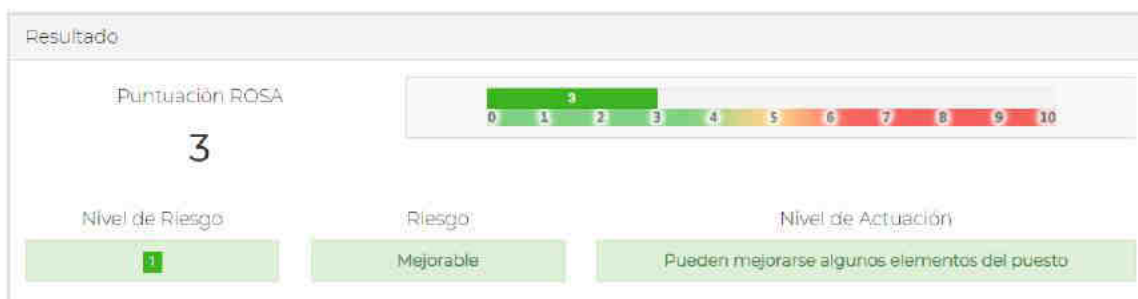 Resultado
Puntuación ROSA
3
3
0 1 2 3 4 5 6 7 8 9 10
Nivel de Riesgo Riesgo Nivel de Actuación
1 Mejorable Pueden mejorarse algunos elementos del puesto